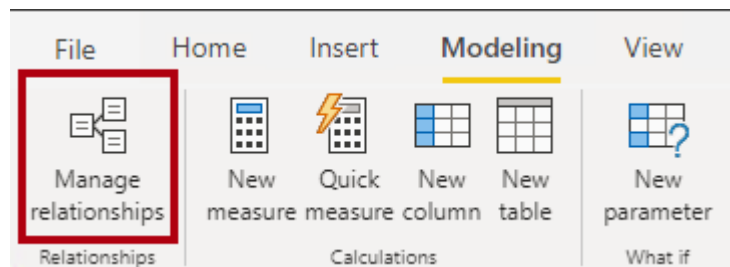 File Home Insert Modeling View
Manage relationships
New measure
Quick measure
New column
New table
New parameter
Relationships Calculations What if